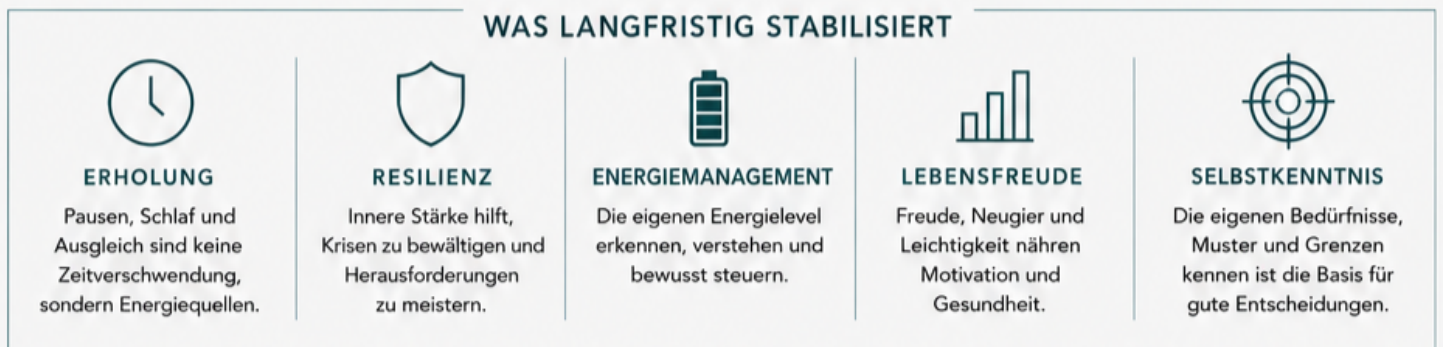 WAS LANGFRISTIG STABILISIERT
ERHOLUNG
Pausen, Schlaf und
Ausgleich sind keine
Zeitverschwendung,
sondern Energiequellen.
RESILIENZ
Innere Stärke hilft,
Krisen zu bewältigen und
Herausforderungen
zu meistern.
ENERGIEMANAGEMENT
Die eigenen Energielevel
erkennen, verstehen und
bewusst steuern.
LEBENSFREUDE
Freude, Neugier und
Leichtigkeit nähren
Motivation und
Gesundheit.
SELBSTKENNTNIS
Die eigenen Bedürfnisse,
Muster und Grenzen
kennen ist die Basis für
gute Entscheidungen.